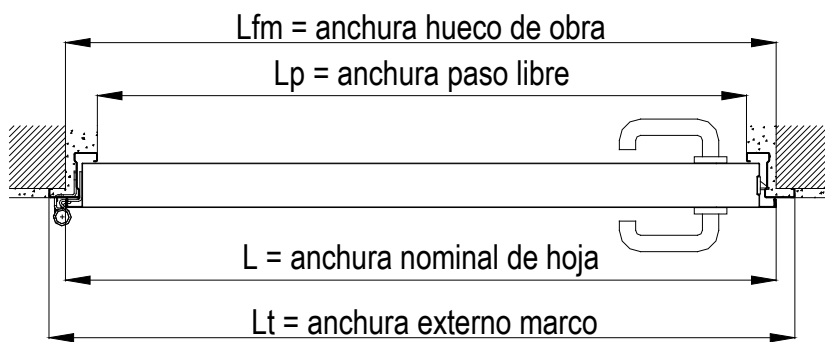 Lfm = anchura hueco de obra
Lp = anchura paso libre
L = anchura nominal de hoja
Lt = anchura externo marco